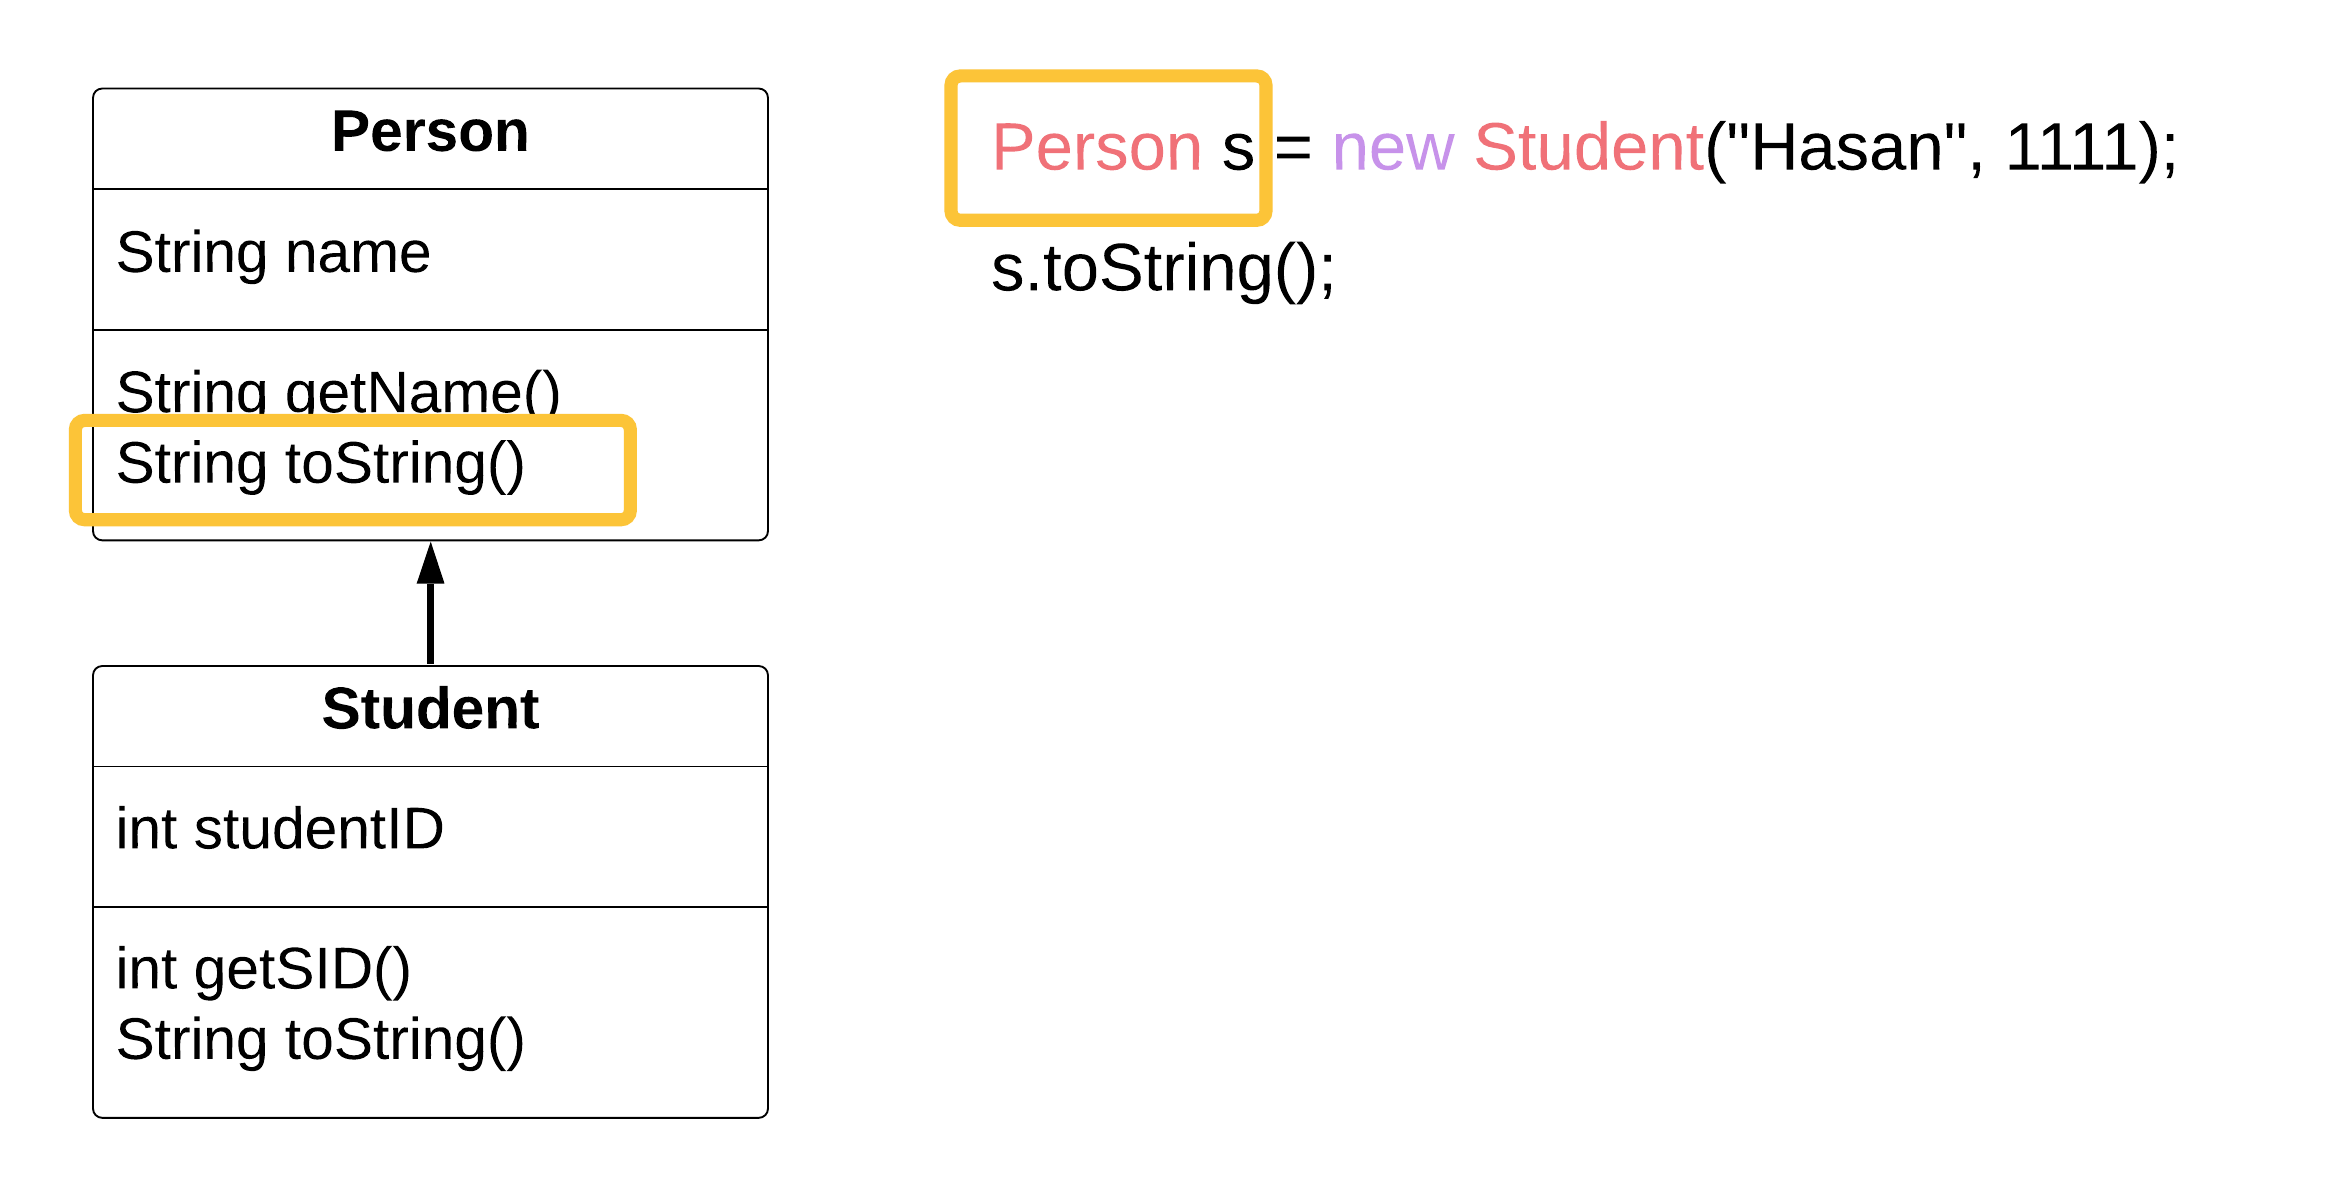 Person
String name
String getName()
String toString()
Student
int studentID
int getSID()
String toString()
Person s = new Student("Hasan", 1111);
s.toString();